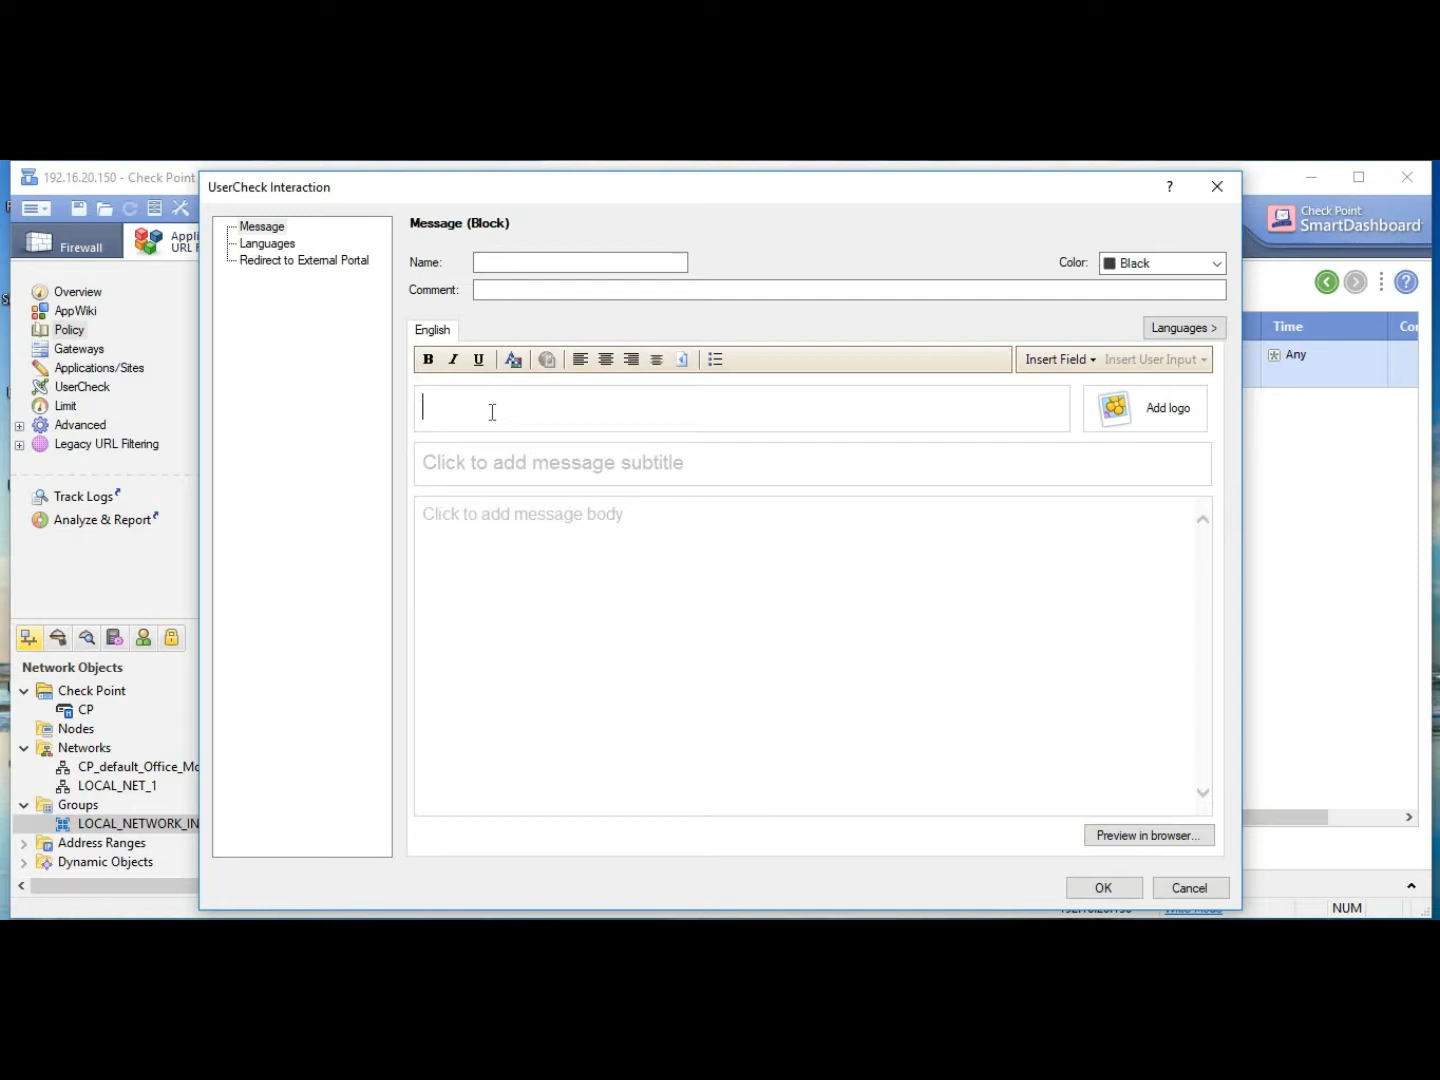 192.16.20.150 - Check Point
UserCheck Interaction
?
Check Point
SmartDashboard
Firewall
Appli
URL F
Message
Languages
Redirect to External Portal
Message (Block)
Name:
Color:
Black
Comment:
English
Languages >
B I U
Insert Field
Insert User Input
Add logo
Click to add message subtitle
Click to add message body
Preview in browser...
OK
Cancel
Overview
AppWiki
Policy
Gateways
Applications/Sites
UserCheck
Limit
Advanced
Legacy URL Filtering
Track Logs
Analyze & Report
Network Objects
Check Point
CP
Nodes
Networks
CP_default_Office_Mo
LOCAL_NET_1
Groups
LOCAL_NETWORK_IN
Address Ranges
Dynamic Objects
Time
Any
NUM